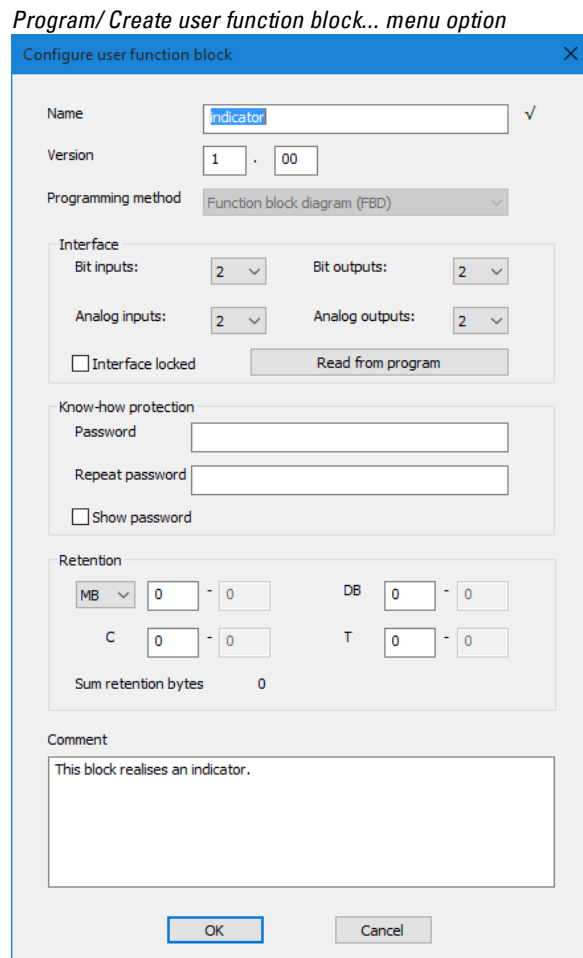 Program/ Create user function block... menu option
Configure user function block
Name indicator √
Version 1 . 00
Programming method Function block diagram (FBD)
Interface
Bit inputs: 2 Bit outputs: 2
Analog inputs: 2 Analog outputs: 2
Interface locked Read from program
Know-how protection
Password
Repeat password
Show password
Retention
MB 0 - 0 DB 0 - 0
C 0 - 0 T 0 - 0
Sum retention bytes 0
Comment
This block realises an indicator.
OK Cancel